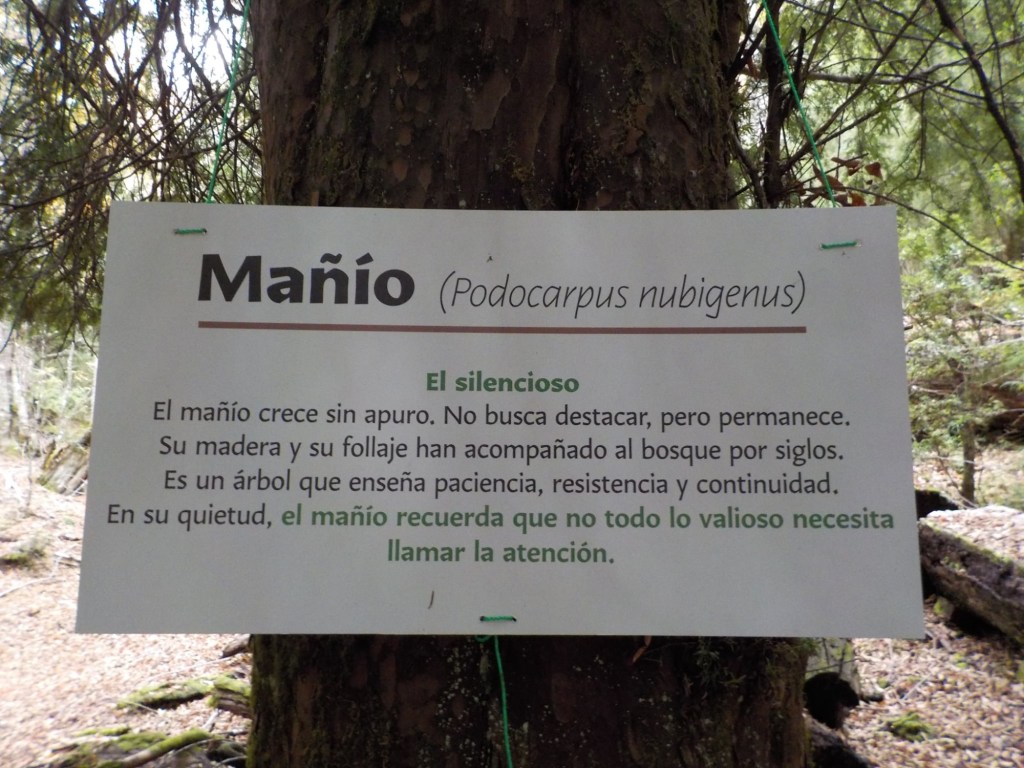 Mañío (Podocarpus nubigenus)
El silencioso
El mañío crece sin apuro. No busca destacar, pero permanece.
Su madera y su follaje han acompañado al bosque por siglos.
Es un árbol que enseña paciencia, resistencia y continuidad.
En su quietud, el mañío recuerda que no todo lo valioso necesita
llamar la atención.